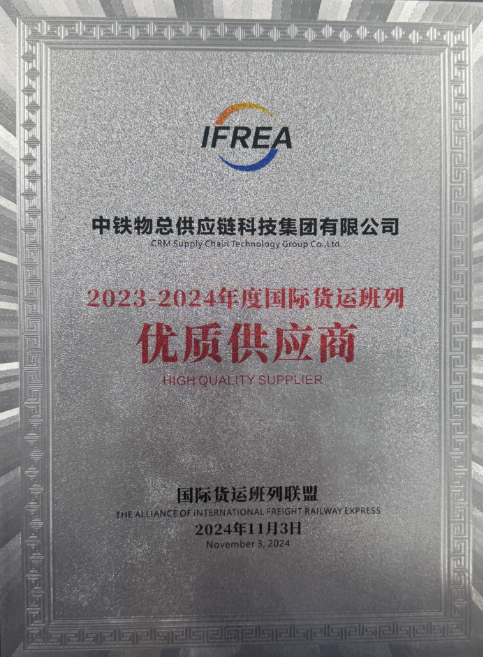 IFREA
中铁物总供应链科技集团有限公司
CRM Supply Chain Technology Group Co.,Ltd.
2023-2024年度国际货运班列
优质供应商
HIGH QUALITY SUPPLIER
国际货运班列联盟
THE ALLIANCE OF INTERNATIONAL FREIGHT RAILWAY EXPRESS
2024年11月3日
November 3, 2024